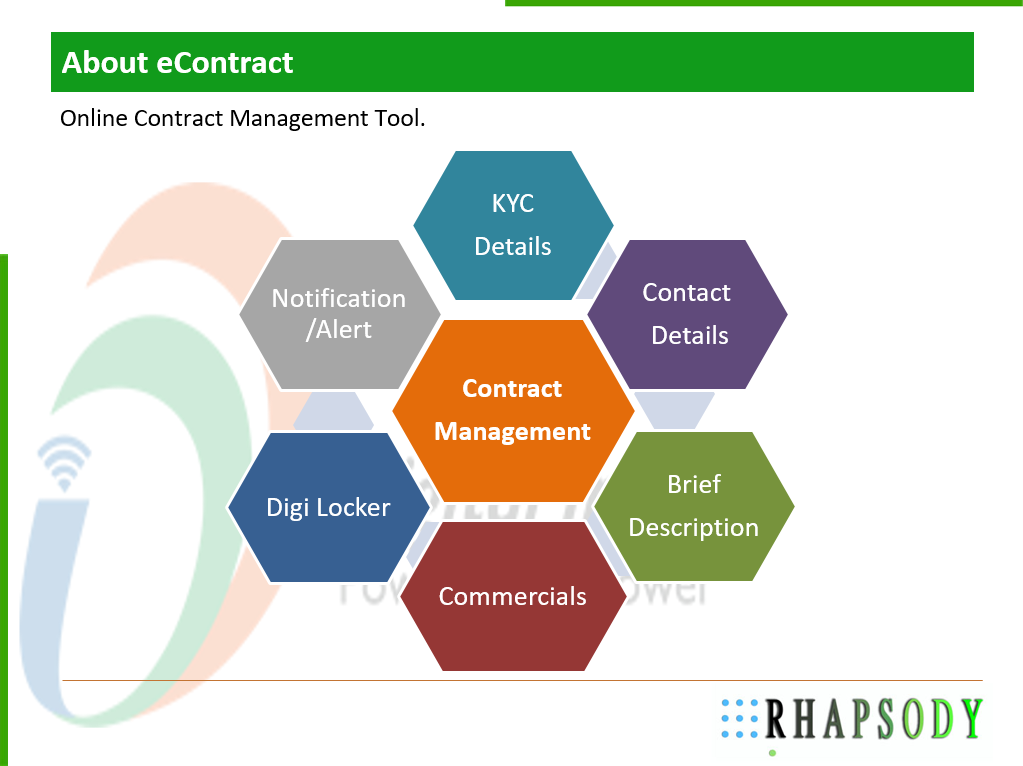 About eContract
Online Contract Management Tool.
KYC
Details
Contact
Details
Brief
Description
Commercials
Digi Locker
Notification
/Alert
Contract
Management
RHAPSODY